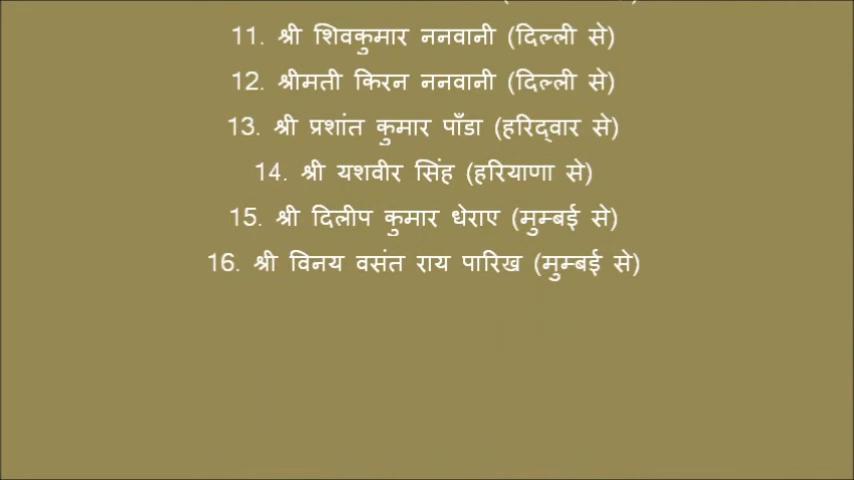 11. श्री शिवकुमार ननवानी (दिल्ली से)
12. श्रीमती किरन ननवानी (दिल्ली से)
13. श्री प्रशांत कुमार पाँडा (हरिद्वार से)
14. श्री यशवीर सिंह (हरियाणा से)
15. श्री दिलीप कुमार धेराए (मुम्बई से)
16. श्री विनय वसंत राय पारिख (मुम्बई से)